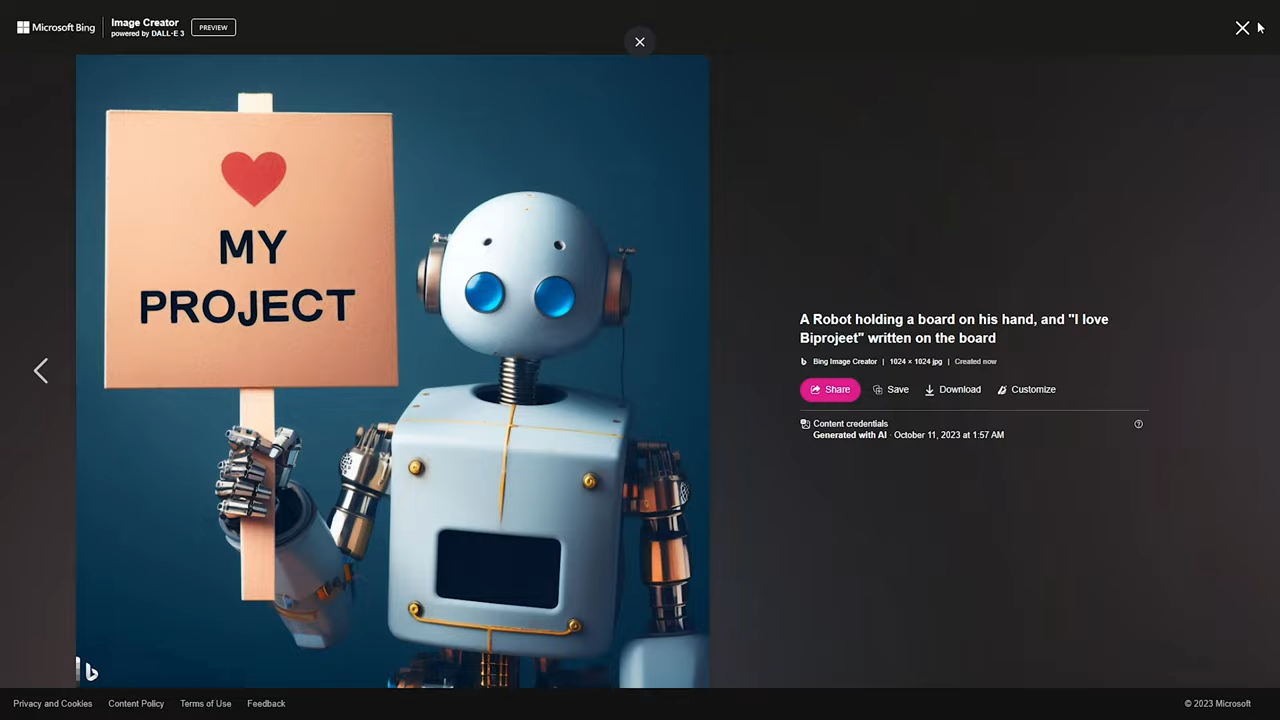 Microsoft Bing
Image Creator
powered by DALL·E 3
PREVIEW
MY
PROJECT
A Robot holding a board on his hand, and "I love
Biprojeet" written on the board
Bing Image Creator | 1024 × 1024 jpg | Created now
Share Save Download Customize
Content credentials
Generated with AI · October 11, 2023 at 1:57 AM
Privacy and Cookies Content Policy Terms of Use Feedback © 2023 Microsoft